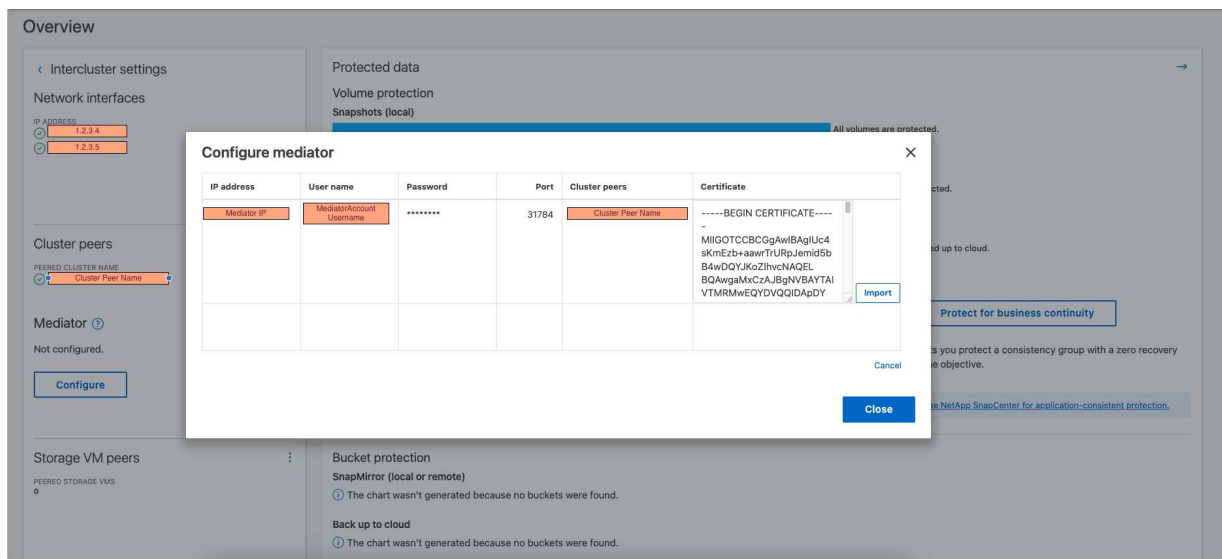 Overview
Intercluster settings
Network interfaces
IP ADDRESS
1.2.3.4
1.2.3.5
Cluster peers
PEERED CLUSTER NAME
Cluster Peer Name
Mediator
Not configured.
Configure
Storage VM peers
PEERED STORAGE VMS
0
Protected data
Volume protection
Snapshots (local)
All volumes are protected.
cted.
ed up to cloud.
Protect for business continuity
ts you protect a consistency group with a zero recovery
e objective.
se NetApp SnapCenter for application-consistent protection.
Bucket protection
SnapMirror (local or remote)
The chart wasn't generated because no buckets were found.
Back up to cloud
The chart wasn't generated because no buckets were found.
Configure mediator
IP address User name Password Port Cluster peers Certificate
Mediator IP
MediatorAccount
Username
********
31784
Cluster Peer Name
-----BEGIN CERTIFICATE----
-
MIIGOTCCBCGgAwIBAgIUc4
sKmEzb+aawrTrURpJemid5b
B4wDQYJKoZIhvcNAQEL
BQAwgaMxCzAJBgNVBAYTAl
VTMRMwEQYDVQQIDApDY
Import
Cancel
Close